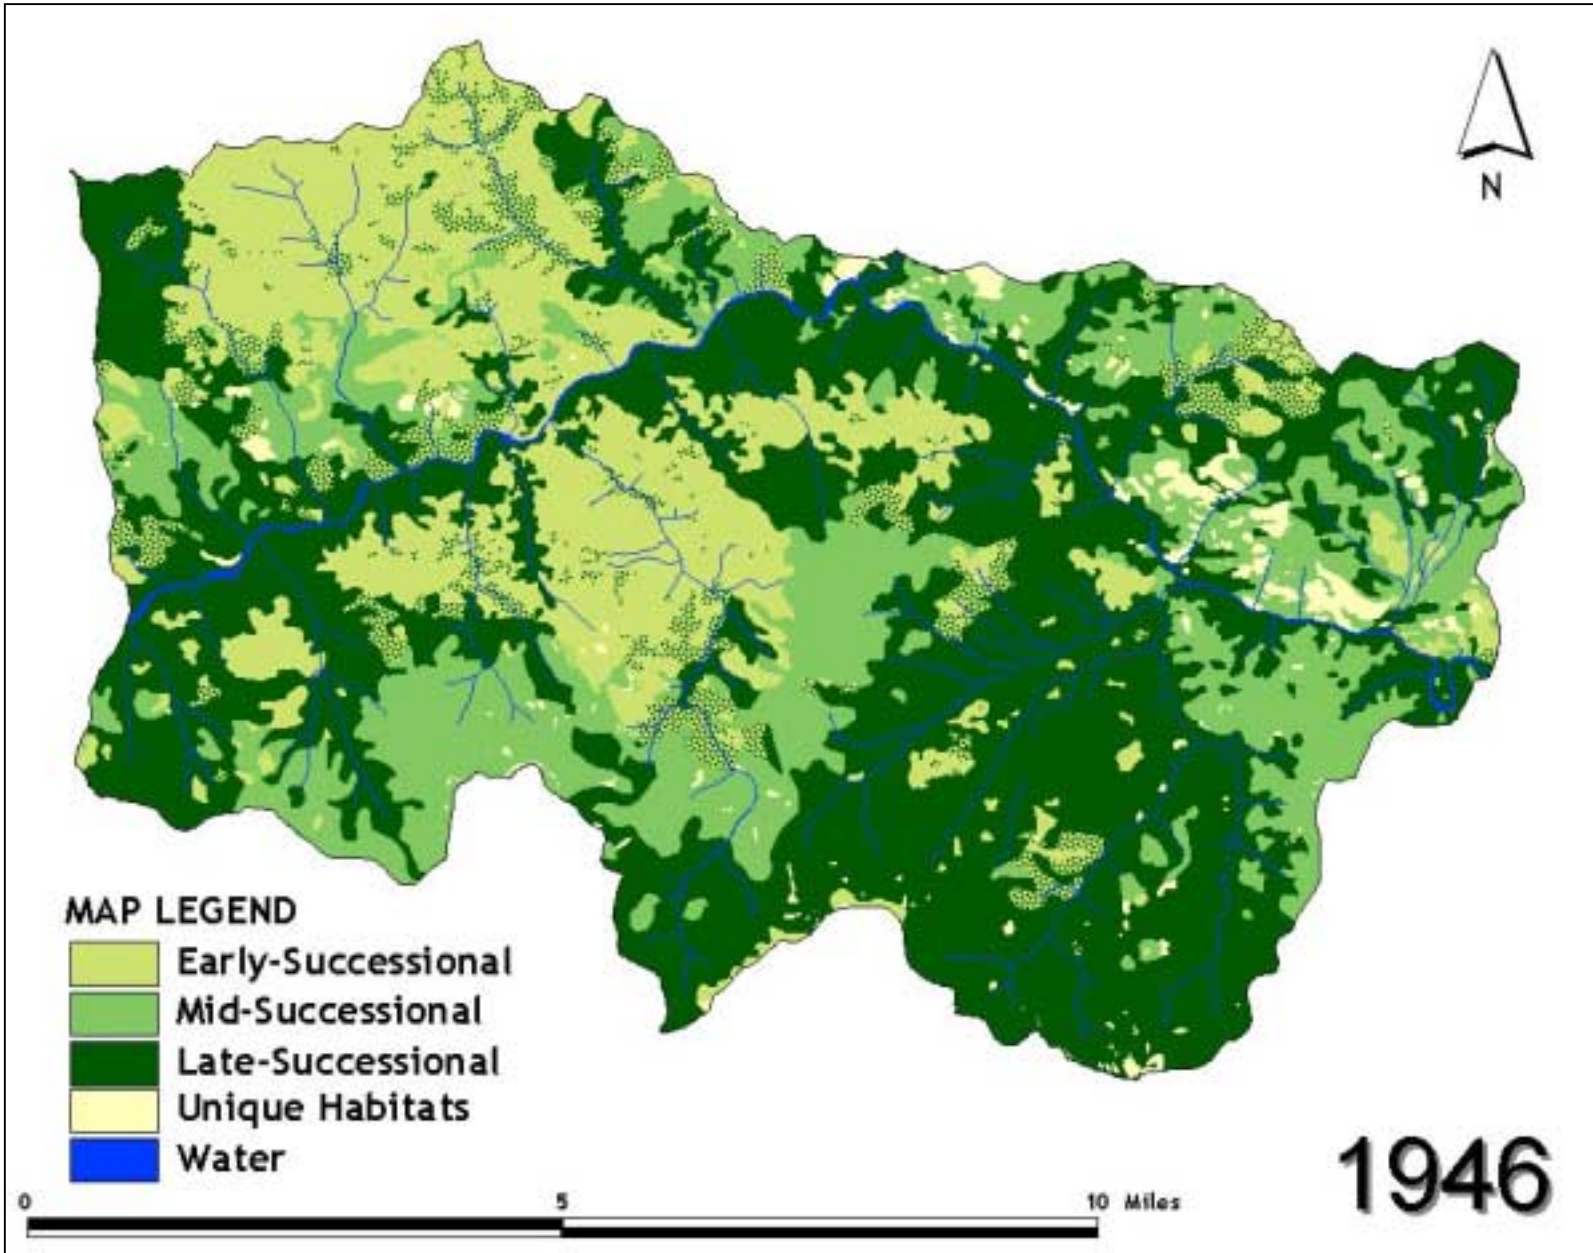 N
MAP LEGEND
Early-Successional
Mid-Successional
Late-Successional
Unique Habitats
Water
0 5 10 Miles
1946